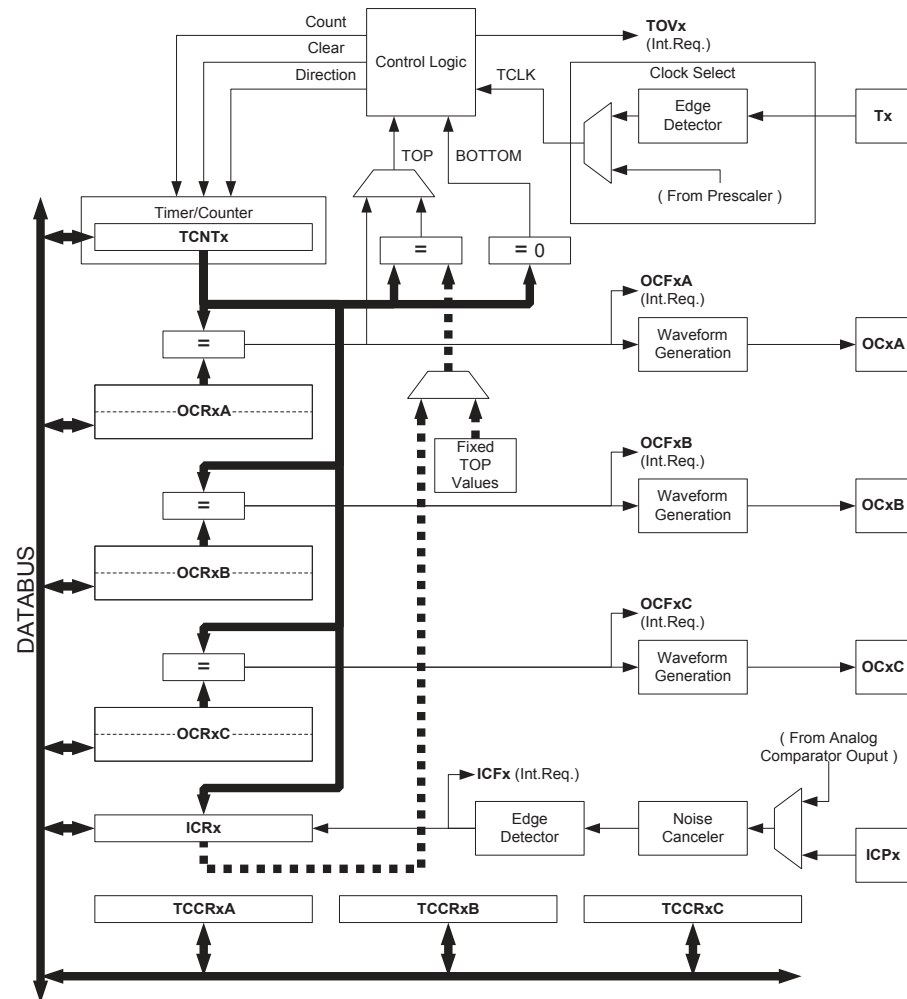 Count
Clear
Direction
Control Logic
TOVx
(Int.Req.)
TCLK
Clock Select
Edge
Detector
Tx
( From Prescaler )
TOP
BOTTOM
Timer/Counter
TCNTx
=
= 0
=
OCFxA
(Int.Req.)
Waveform
Generation
OCxA
OCRxA
Fixed
TOP
Values
OCFxB
(Int.Req.)
=
Waveform
Generation
OCxB
OCRxB
DATABUS
OCFxC
(Int.Req.)
=
Waveform
Generation
OCxC
OCRxC
( From Analog
Comparator Ouput )
ICFx (Int.Req.)
ICRx
Edge
Detector
Noise
Canceler
ICPx
TCCRxA
TCCRxB
TCCRxC